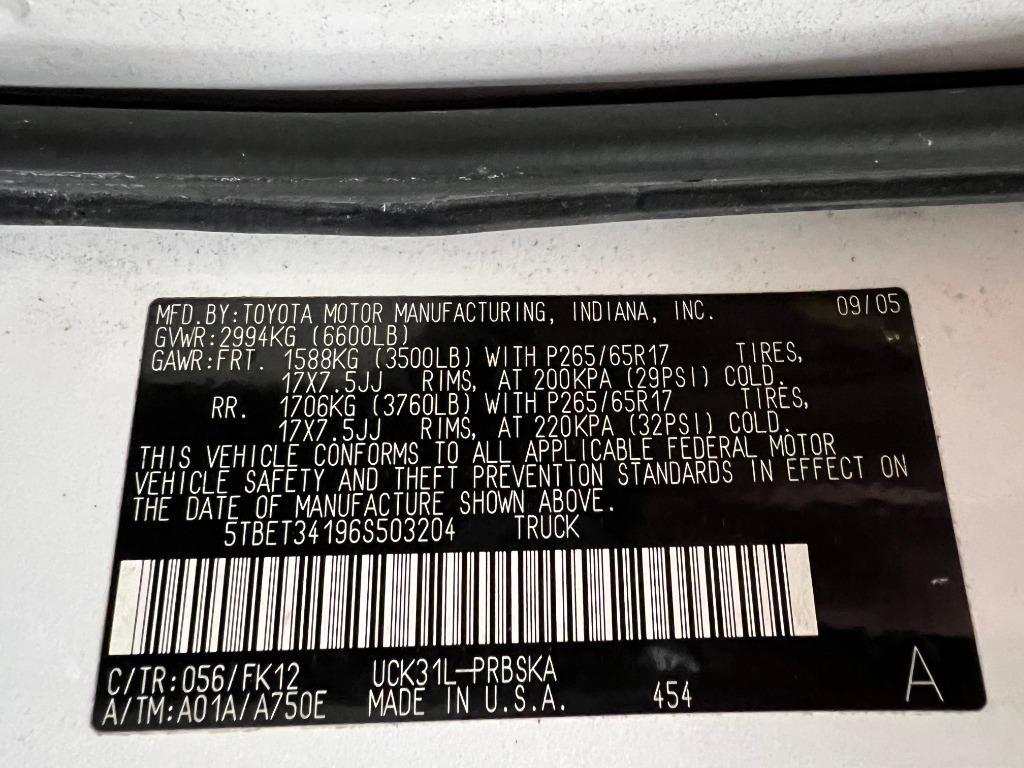 MFD.BY:TOYOTA MOTOR MANUFACTURING, INDIANA, INC. 09/05
GVWR:2994KG (6600LB)
GAWR:FRT. 1588KG (3500LB) WITH P265/65R17 TIRES,
17X7.5JJ RIMS, AT 200KPA (29PSI) COLD.
RR. 1706KG (3760LB) WITH P265/65R17 TIRES,
17X7.5JJ RIMS, AT 220KPA (32PSI) COLD.
THIS VEHICLE CONFORMS TO ALL APPLICABLE FEDERAL MOTOR
VEHICLE SAFETY AND THEFT PREVENTION STANDARDS IN EFFECT ON
THE DATE OF MANUFACTURE SHOWN ABOVE.
5TBET34196S503204 TRUCK
C/TR:056/FK12 UCK31L-PRBSKA
A/TM:A01A/A750E MADE IN U.S.A. 454 A